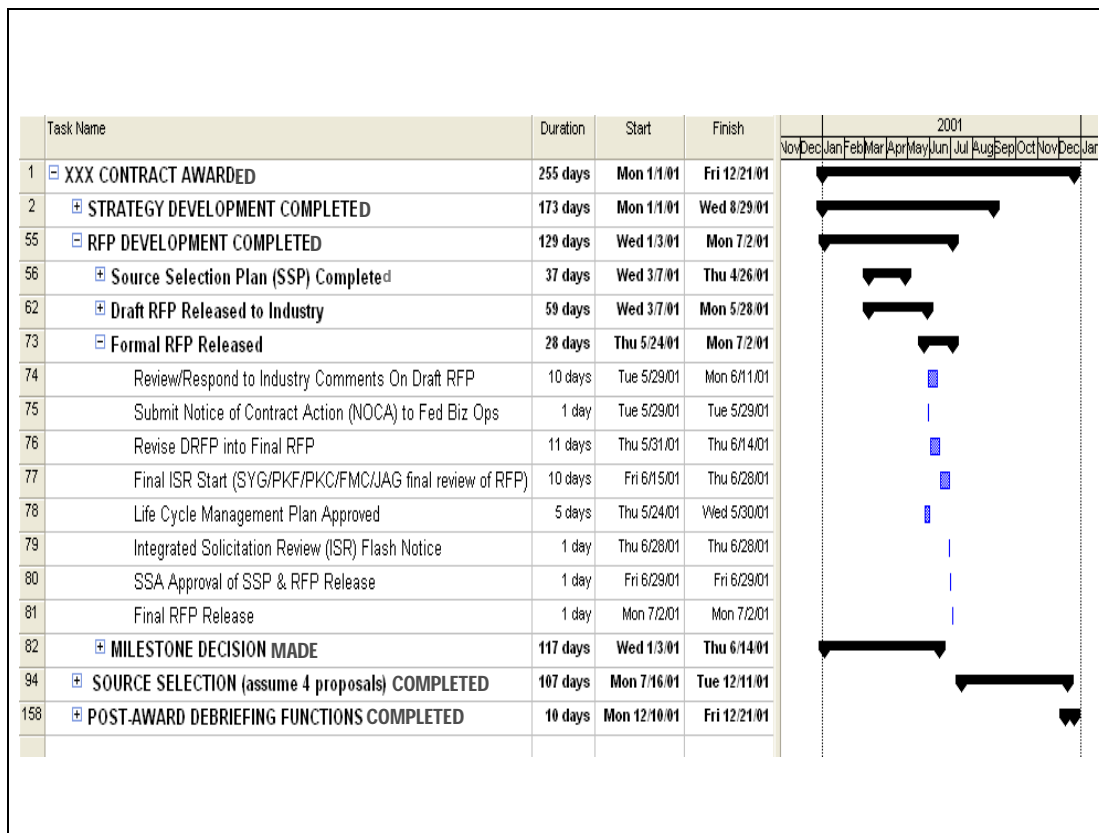 Task Name Duration Start Finish 2001
Nov Dec Jan Feb Mar Apr May Jun Jul Aug Sep Oct Nov Dec Jan
1 XXX CONTRACT AWARDED 255 days Mon 1/1/01 Fri 12/21/01
2 STRATEGY DEVELOPMENT COMPLETED 173 days Mon 1/1/01 Wed 8/29/01
55 RFP DEVELOPMENT COMPLETED 129 days Wed 1/3/01 Mon 7/2/01
56 Source Selection Plan (SSP) Completed 37 days Wed 3/7/01 Thu 4/26/01
62 Draft RFP Released to Industry 59 days Wed 3/7/01 Mon 5/28/01
73 Formal RFP Released 28 days Thu 5/24/01 Mon 7/2/01
74 Review/Respond to Industry Comments On Draft RFP 10 days Tue 5/29/01 Mon 6/11/01
75 Submit Notice of Contract Action (NOCA) to Fed Biz Ops 1 day Tue 5/29/01 Tue 5/29/01
76 Revise DRFP into Final RFP 11 days Thu 5/31/01 Thu 6/14/01
77 Final ISR Start (SYG/PKF/PKC/FMC/JAG final review of RFP) 10 days Fri 6/15/01 Thu 6/28/01
78 Life Cycle Management Plan Approved 5 days Thu 5/24/01 Wed 5/30/01
79 Integrated Solicitation Review (ISR) Flash Notice 1 day Thu 6/28/01 Thu 6/28/01
80 SSA Approval of SSP & RFP Release 1 day Fri 6/29/01 Fri 6/29/01
81 Final RFP Release 1 day Mon 7/2/01 Mon 7/2/01
82 MILESTONE DECISION MADE 117 days Wed 1/3/01 Thu 6/14/01
94 SOURCE SELECTION (assume 4 proposals) COMPLETED 107 days Mon 7/16/01 Tue 12/11/01
158 POST-AWARD DEBRIEFING FUNCTIONS COMPLETED 10 days Mon 12/10/01 Fri 12/21/01